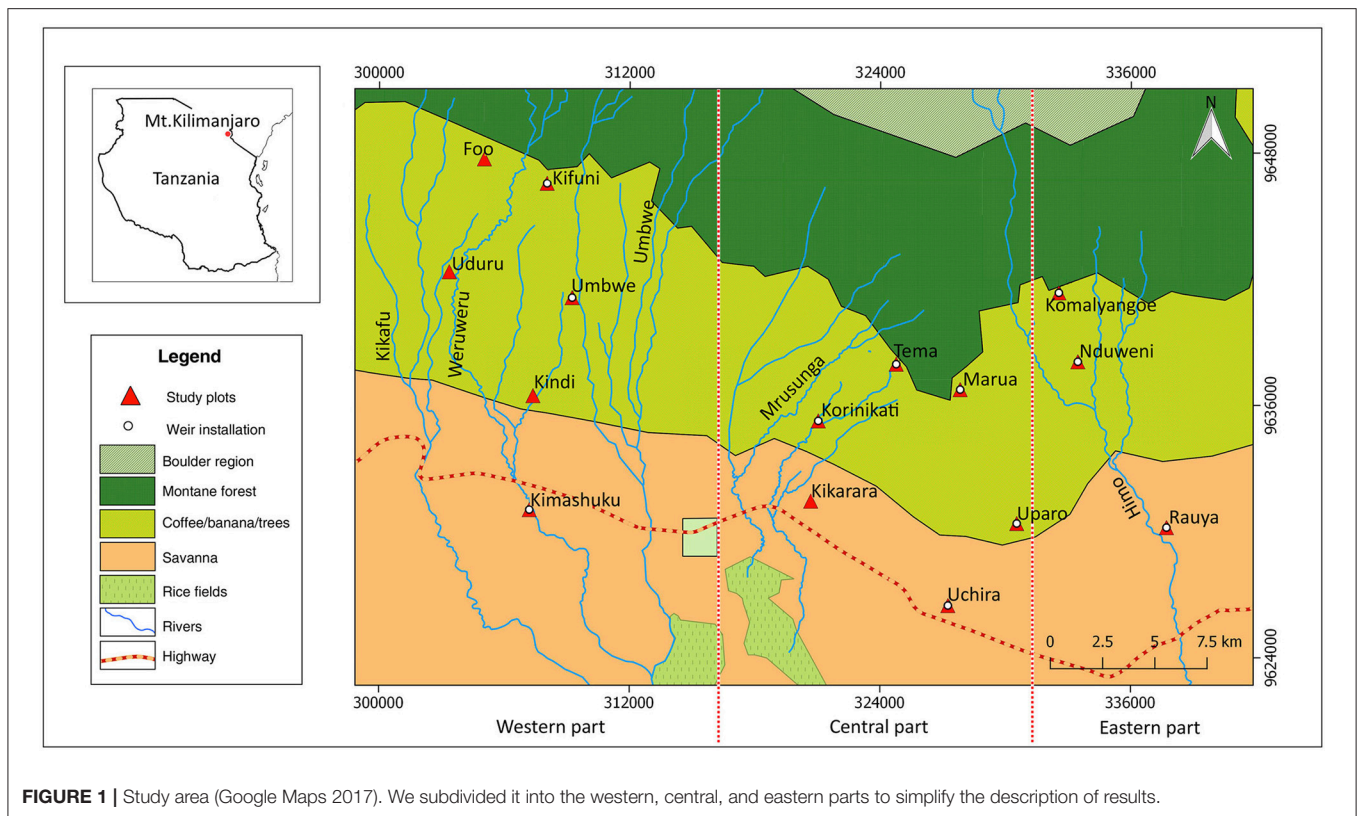 300000
312000
324000
336000
Mt.Kilimanjaro
Tanzania
N
9648000
9636000
9624000
Foo
Kifuni
Umbwe
Uduru
Umbwe
Kikafu
Weruweru
Kindi
Kimashuku
Mrusunga
Tema
Marua
Korinikati
Kikarara
Uparo
Uchira
Komalyangoe
Nduweni
Himo
Rauya
0 2.5 5 7.5 km
Legend
Study plots
Weir installation
Boulder region
Montane forest
Coffee/banana/trees
Savanna
Rice fields
Rivers
Highway
300000
312000
324000
336000
Western part
Central part
Eastern part
FIGURE 1 | Study area (Google Maps 2017). We subdivided it into the western, central, and eastern parts to simplify the description of results.